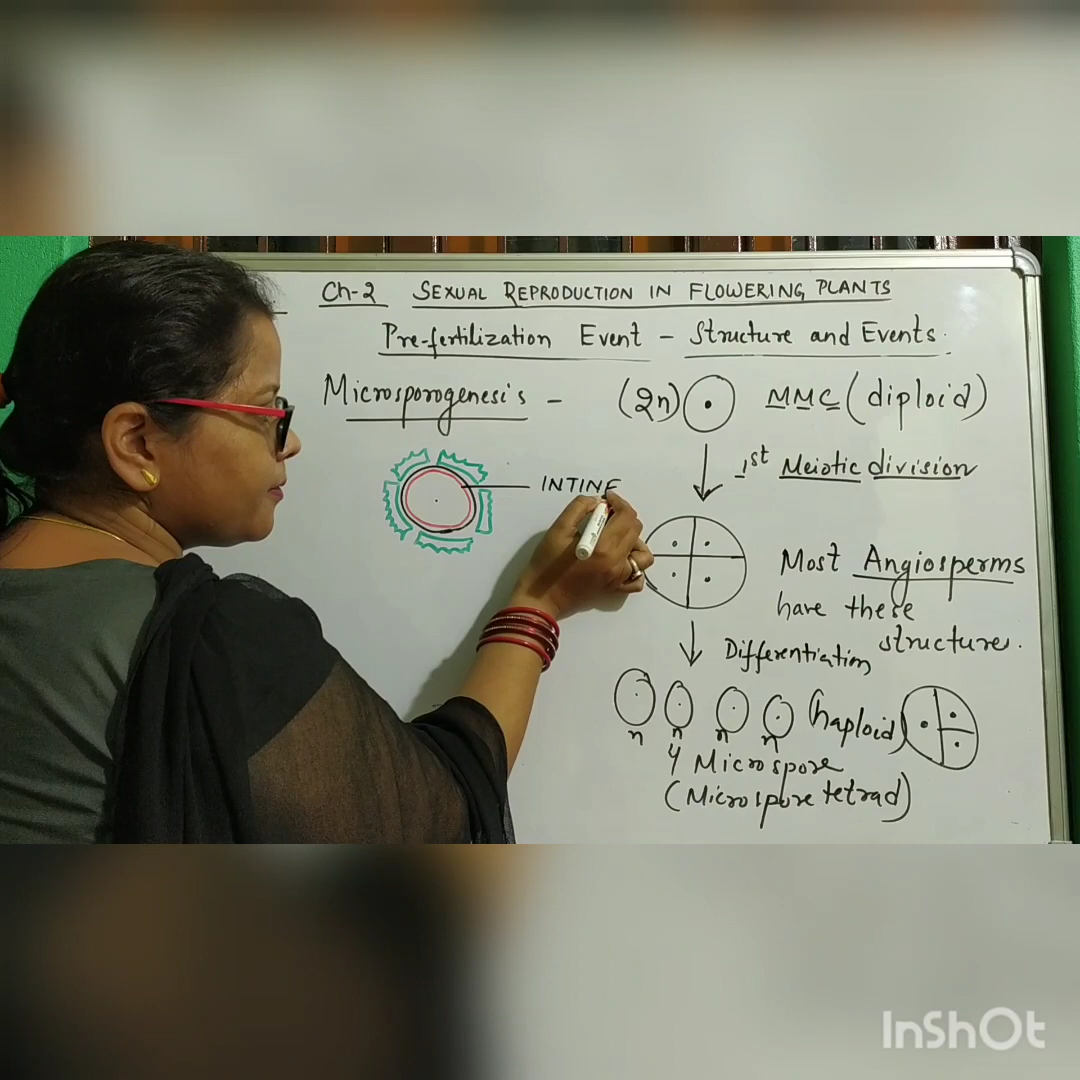 Ch-2 SEXUAL REPRODUCTION IN FLOWERING PLANTS
Pre-fertilization Event - Structure and Events.
Microsporogenesis -
(2n) MMC (diploid)
1st Meiotic division
INTINE
Most Angiosperms
have these
structure.
Differentiation
(haploid)
n n n n
4 Microspore
(Microspore tetrad)
InShOt